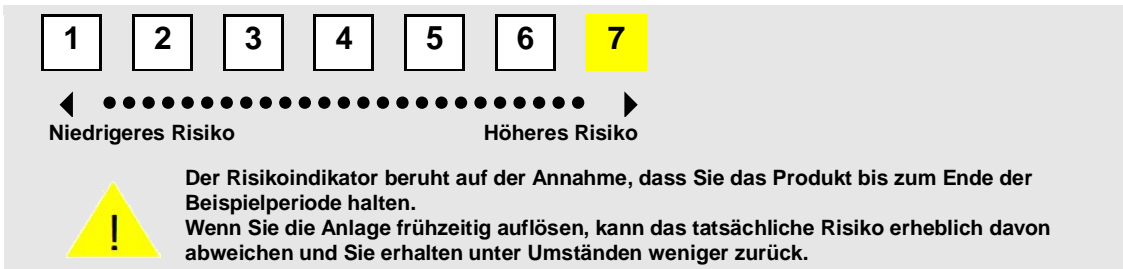 1 2 3 4 5 6 7
Niedrigeres Risiko Höheres Risiko
Der Risikoindikator beruht auf der Annahme, dass Sie das Produkt bis zum Ende der
Beispielperiode halten.
Wenn Sie die Anlage frühzeitig auflösen, kann das tatsächliche Risiko erheblich davon
abweichen und Sie erhalten unter Umständen weniger zurück.
!